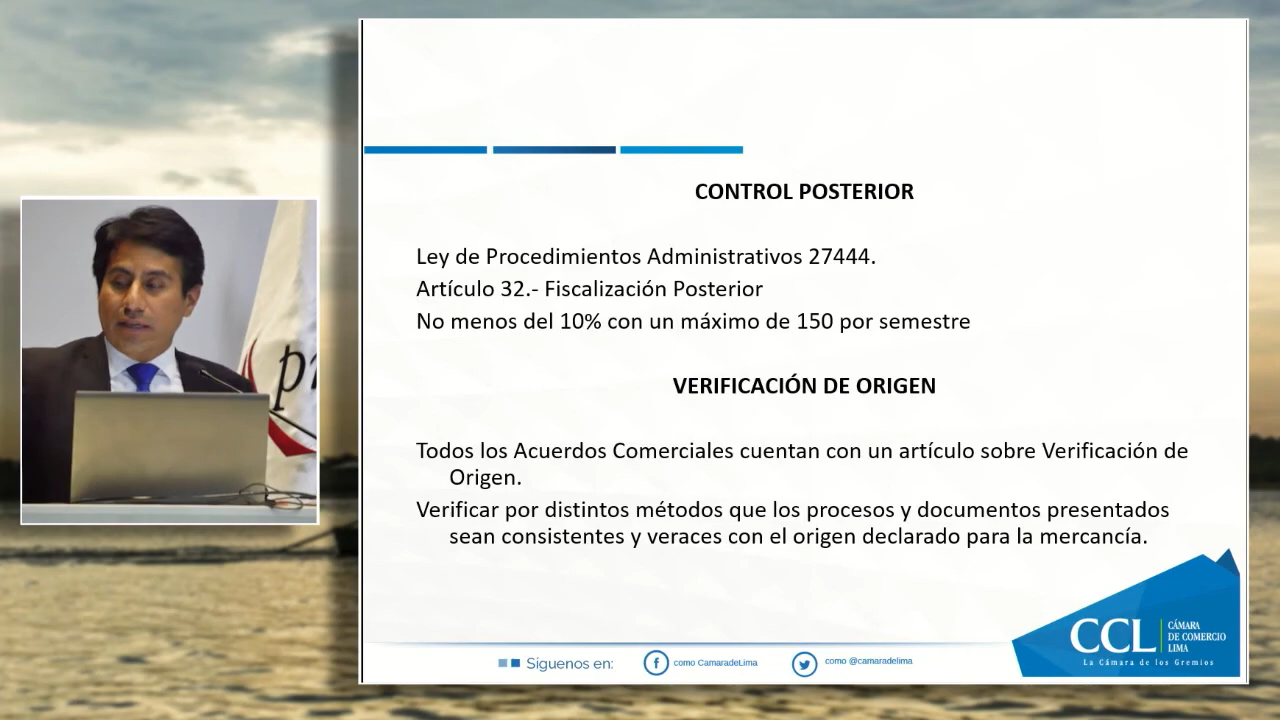 CONTROL POSTERIOR
Ley de Procedimientos Administrativos 27444.
Artículo 32.- Fiscalización Posterior
No menos del 10% con un máximo de 150 por semestre
VERIFICACIÓN DE ORIGEN
Todos los Acuerdos Comerciales cuentan con un artículo sobre Verificación de
Origen.
Verificar por distintos métodos que los procesos y documentos presentados
sean consistentes y veraces con el origen declarado para la mercancía.
CCL
CÁMARA
DE COMERCIO
LIMA
La Cámara de los Gremios
Síguenos en:
como CamaradeLima
como @camaradelima